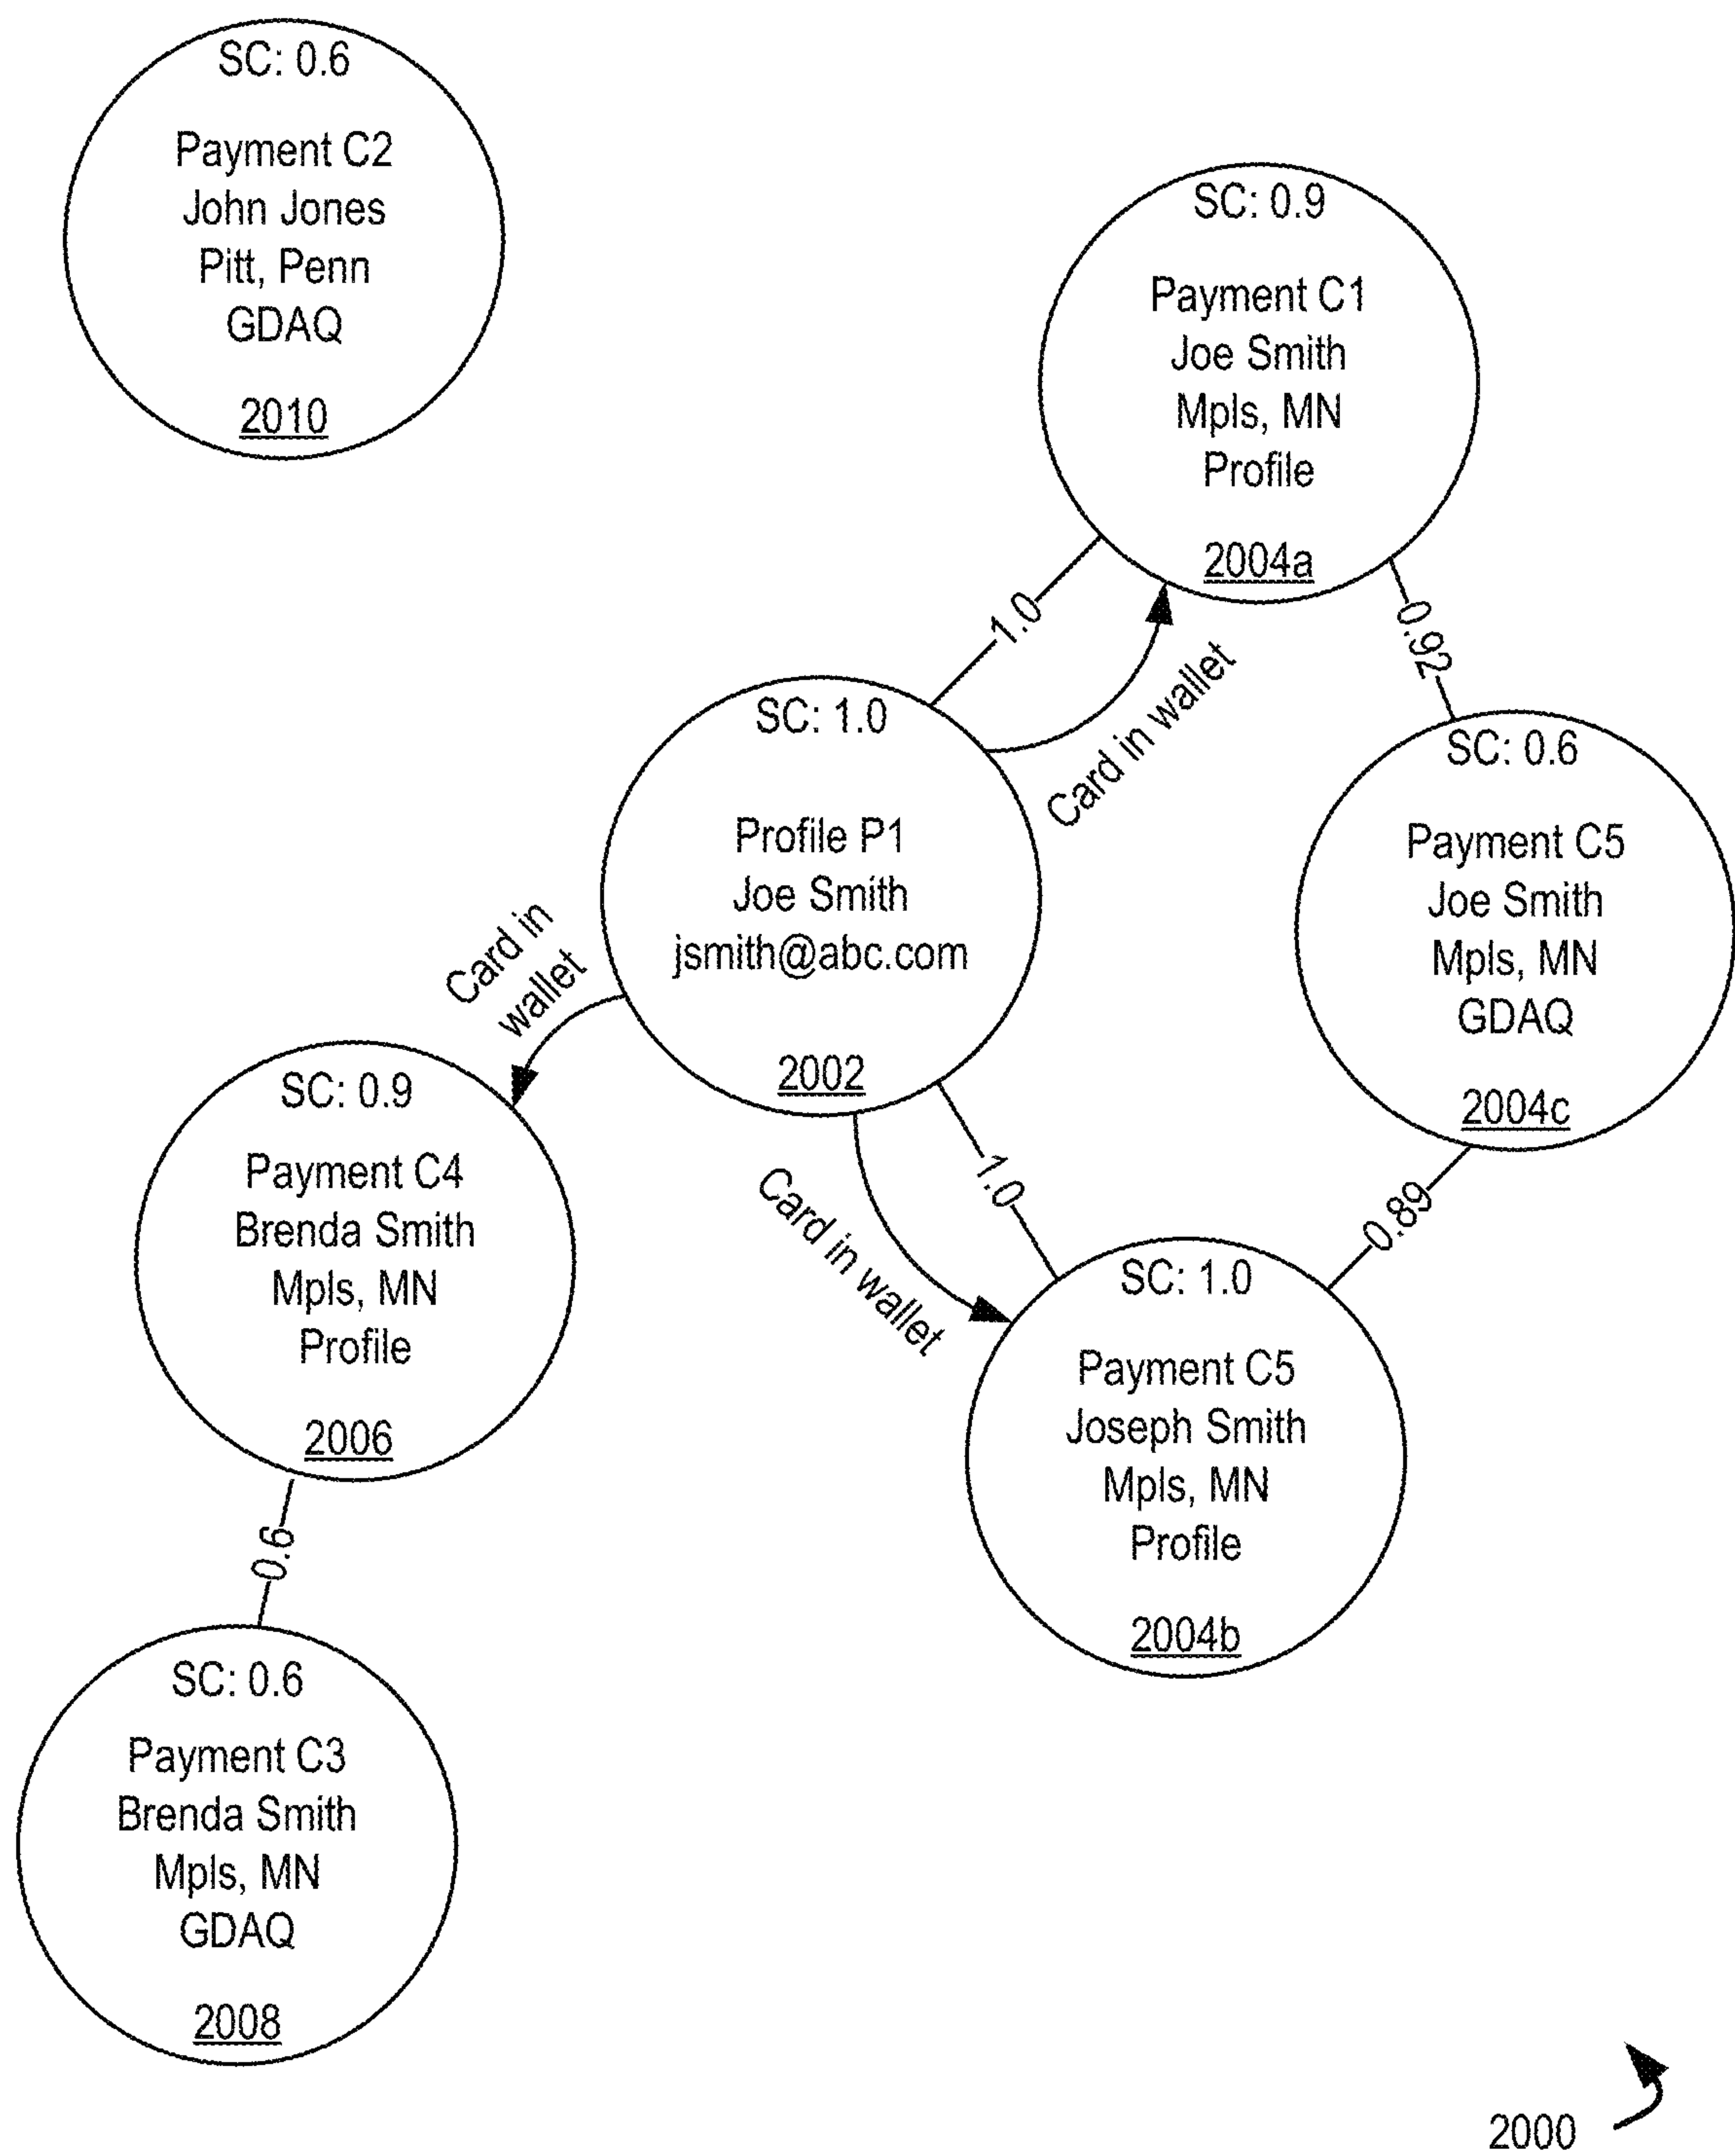 SC: 0.6
Payment C2
John Jones
Pitt, Penn
GDAQ
2010
SC: 0.9
Payment C1
Joe Smith
Mpls, MN
Profile
2004a
1.0
Card in wallet
0.92
SC: 1.0
Profile P1
Joe Smith
jsmith@abc.com
2002
SC: 0.6
Payment C5
Joe Smith
Mpls, MN
GDAQ
2004c
Card in
wallet
SC: 0.9
Payment C4
Brenda Smith
Mpls, MN
Profile
2006
Card in wallet
1.0
0.89
SC: 1.0
Payment C5
Joseph Smith
Mpls, MN
Profile
2004b
0.6
SC: 0.6
Payment C3
Brenda Smith
Mpls, MN
GDAQ
2008
2000